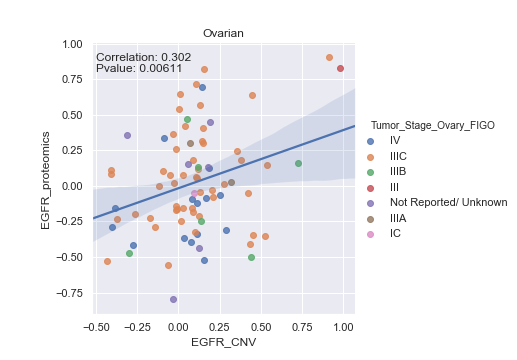 Ovarian
Correlation: 0.302
Pvalue: 0.00611
1.00
0.75
0.50
0.25
0.00
−0.25
−0.50
−0.75
EGFR_proteomics
−0.50 −0.25 0.00 0.25 0.50 0.75 1.00
EGFR_CNV
Tumor_Stage_Ovary_FIGO
IV
IIIC
IIIB
III
Not Reported/ Unknown
IIIA
IC